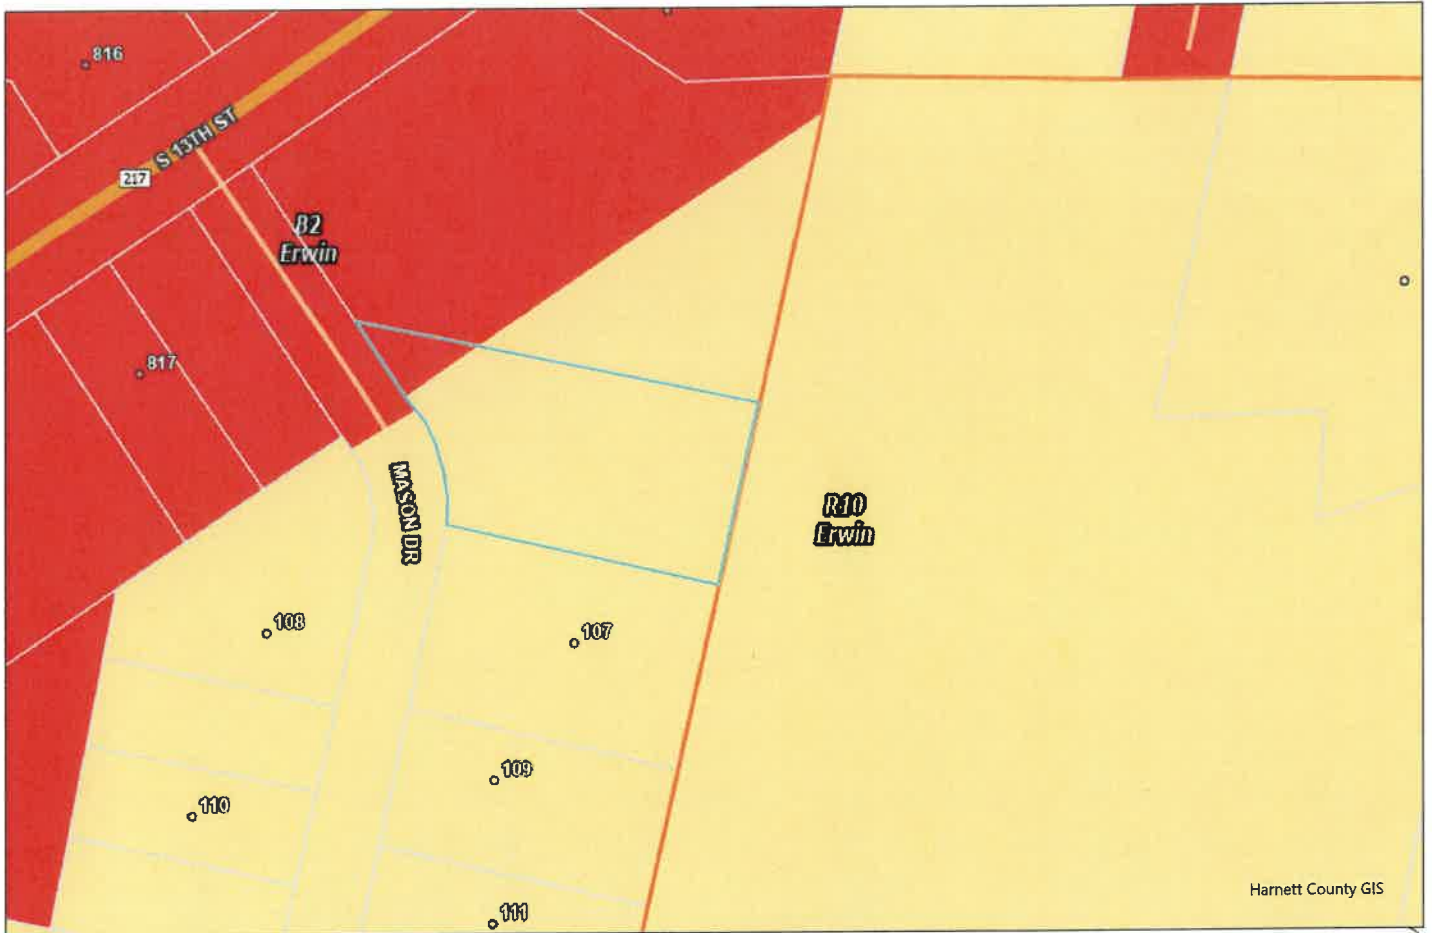 816
S 13TH ST
217
B2
Erwin
817
MASON DR
R10
Erwin
108
107
109
110
111
Harnett County GIS